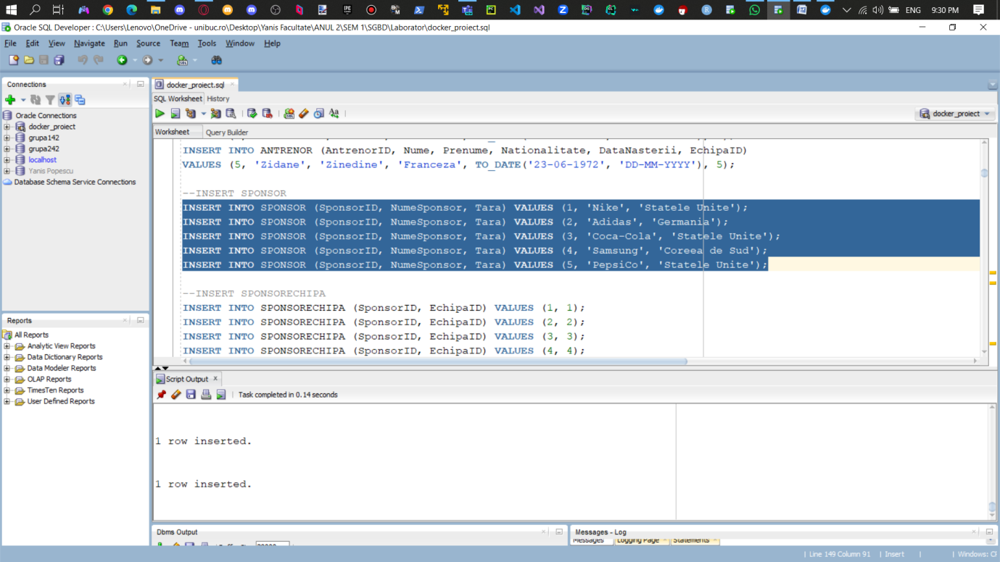 ENG 9:30 PM
Oracle SQL Developer : C:\Users\Lenovo\OneDrive - unibuc.ro\Desktop\Yanis Facultate\ANUL 2\SEM 1\SGBD\Laborator\docker_proiect.sql
File Edit View Navigate Run Source Team Tools Window Help
Connections
Oracle Connections
docker_proiect
grupa142
grupa242
localhost
Yanis Popescu
Database Schema Service Connections
Reports
All Reports
Analytic View Reports
Data Dictionary Reports
Data Modeler Reports
OLAP Reports
TimesTen Reports
User Defined Reports
docker_proiect.sql
SQL Worksheet History
docker_proiect
Worksheet Query Builder
INSERT INTO ANTRENOR (AntrenorID, Nume, Prenume, Nationalitate, DataNasterii, EchipaID)
VALUES (5, 'Zidane', 'Zinedine', 'Franceza', TO_DATE('23-06-1972', 'DD-MM-YYYY'), 5);
--INSERT SPONSOR
INSERT INTO SPONSOR (SponsorID, NumeSponsor, Tara) VALUES (1, 'Nike', 'Statele Unite');
INSERT INTO SPONSOR (SponsorID, NumeSponsor, Tara) VALUES (2, 'Adidas', 'Germania');
INSERT INTO SPONSOR (SponsorID, NumeSponsor, Tara) VALUES (3, 'Coca-Cola', 'Statele Unite');
INSERT INTO SPONSOR (SponsorID, NumeSponsor, Tara) VALUES (4, 'Samsung', 'Coreea de Sud');
INSERT INTO SPONSOR (SponsorID, NumeSponsor, Tara) VALUES (5, 'PepsiCo', 'Statele Unite');
--INSERT SPONSORECHIPA
INSERT INTO SPONSORECHIPA (SponsorID, EchipaID) VALUES (1, 1);
INSERT INTO SPONSORECHIPA (SponsorID, EchipaID) VALUES (2, 2);
INSERT INTO SPONSORECHIPA (SponsorID, EchipaID) VALUES (3, 3);
INSERT INTO SPONSORECHIPA (SponsorID, EchipaID) VALUES (4, 4);
Script Output
Task completed in 0.14 seconds
1 row inserted.
1 row inserted.
Dbms Output
Messages - Log
Messages Logging Page Statements
Line 149 Column 91 Insert Windows: